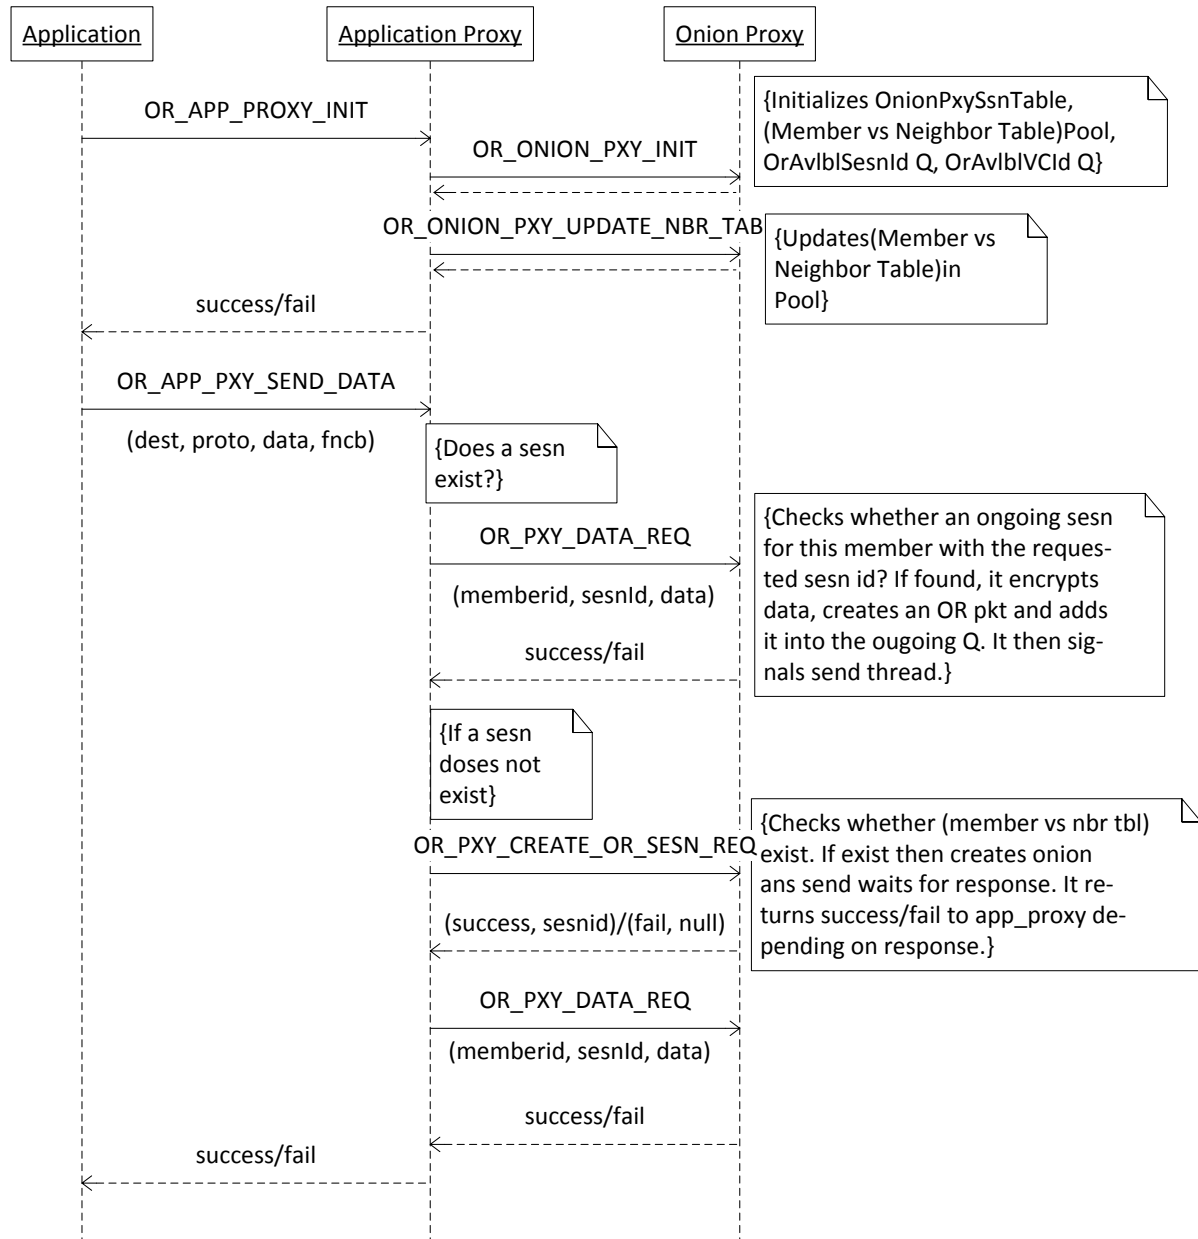 Application
Application Proxy
Onion Proxy
OR_APP_PROXY_INIT
{Initializes OnionPxySsnTable,
(Member vs Neighbor Table)Pool,
OrAvlblSesnId Q, OrAvlblVCId Q}
OR_ONION_PXY_INIT
OR_ONION_PXY_UPDATE_NBR_TAB
{Updates(Member vs
Neighbor Table)in
Pool}
success/fail
OR_APP_PXY_SEND_DATA
(dest, proto, data, fncb)
{Does a sesn
exist?}
OR_PXY_DATA_REQ
(memberid, sesnId, data)
{Checks whether an ongoing sesn
for this member with the reques-
ted sesn id? If found, it encrypts
data, creates an OR pkt and adds
it into the ougoing Q. It then sig-
nals send thread.}
success/fail
{If a sesn
doses not
exist}
OR_PXY_CREATE_OR_SESN_REQ
{Checks whether (member vs nbr tbl)
exist. If exist then creates onion
ans send waits for response. It re-
turns success/fail to app_proxy de-
pending on response.}
(success, sesnid)/(fail, null)
OR_PXY_DATA_REQ
(memberid, sesnId, data)
success/fail
success/fail